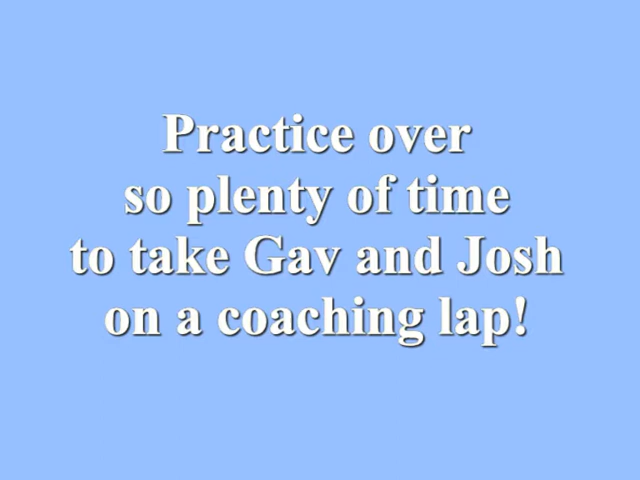 Practice over
so plenty of time
to take Gav and Josh
on a coaching lap!